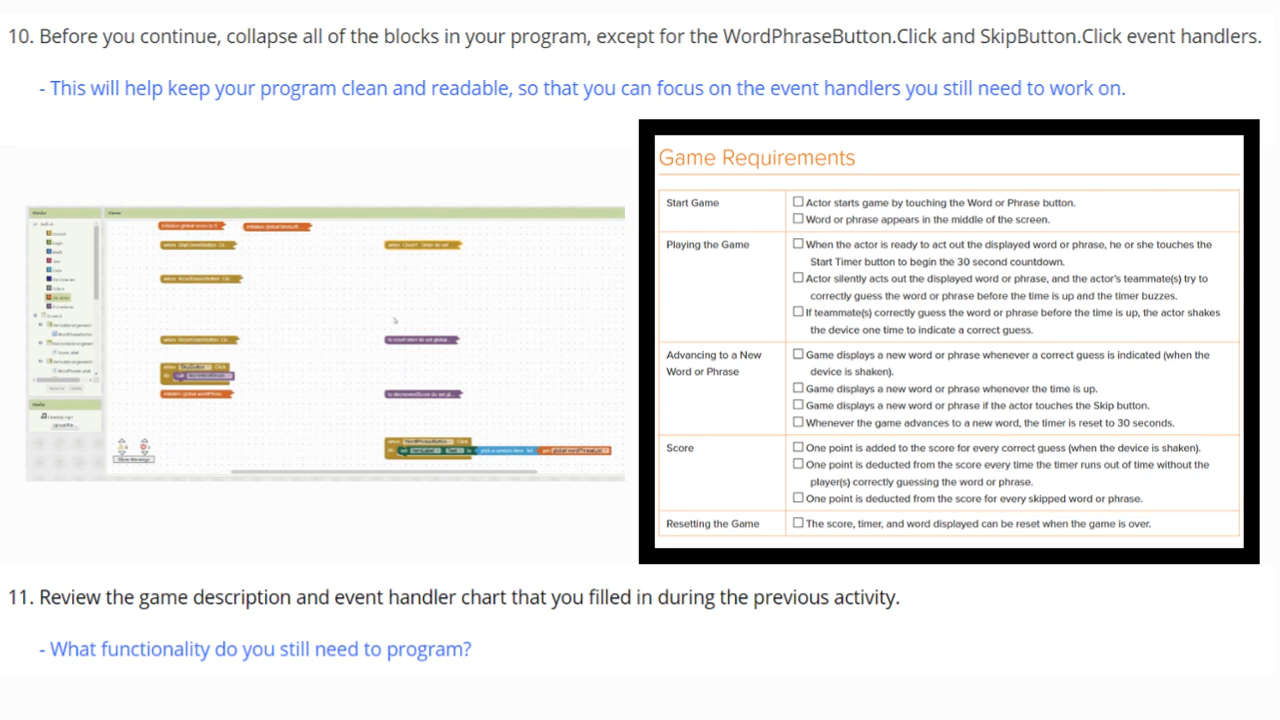 10. Before you continue, collapse all of the blocks in your program, except for the WordPhraseButton.Click and SkipButton.Click event handlers.
- This will help keep your program clean and readable, so that you can focus on the event handlers you still need to work on.
Game Requirements
Start Game
Actor starts game by touching the Word or Phrase button.
Word or phrase appears in the middle of the screen.
Playing the Game
When the actor is ready to act out the displayed word or phrase, he or she touches the
Start Timer button to begin the 30 second countdown.
Actor silently acts out the displayed word or phrase, and the actor's teammate(s) try to
correctly guess the word or phrase before the time is up and the timer buzzes.
If teammate(s) correctly guess the word or phrase before the time is up, the actor shakes
the device one time to indicate a correct guess.
Advancing to a New
Word or Phrase
Game displays a new word or phrase whenever a correct guess is indicated (when the
device is shaken).
Game displays a new word or phrase whenever the time is up.
Game displays a new word or phrase if the actor touches the Skip button.
Whenever the game advances to a new word, the timer is reset to 30 seconds.
Score
One point is added to the score for every correct guess (when the device is shaken).
One point is deducted from the score every time the timer runs out of time without the
player(s) correctly guessing the word or phrase.
One point is deducted from the score for every skipped word or phrase.
Resetting the Game
The score, timer, and word displayed can be reset when the game is over.
11. Review the game description and event handler chart that you filled in during the previous activity.
- What functionality do you still need to program?